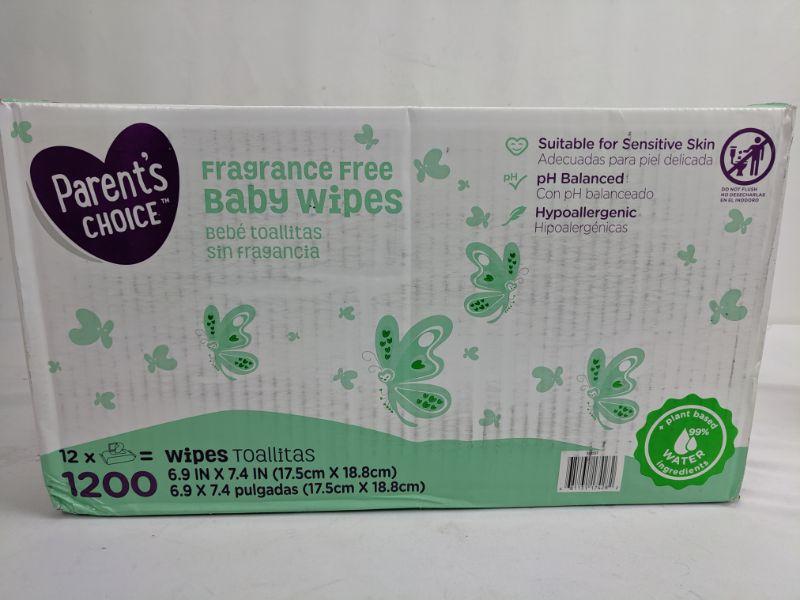 Parent's
CHOICE™
Fragrance Free
Baby Wipes
Bebé toallitas
sin fragancia
Suitable for Sensitive Skin
Adecuadas para piel delicada
pH
pH Balanced
Con pH balanceado
Hypoallergenic
Hipoalergénicas
DO NOT FLUSH
NO DESECHARLAS
EN EL INODORO
12 x = Wipes Toallitas
1200
6.9 IN X 7.4 IN (17.5cm X 18.8cm)
6.9 X 7.4 pulgadas (17.5cm X 18.8cm)
+ plant based
99%
WATER
ingredients